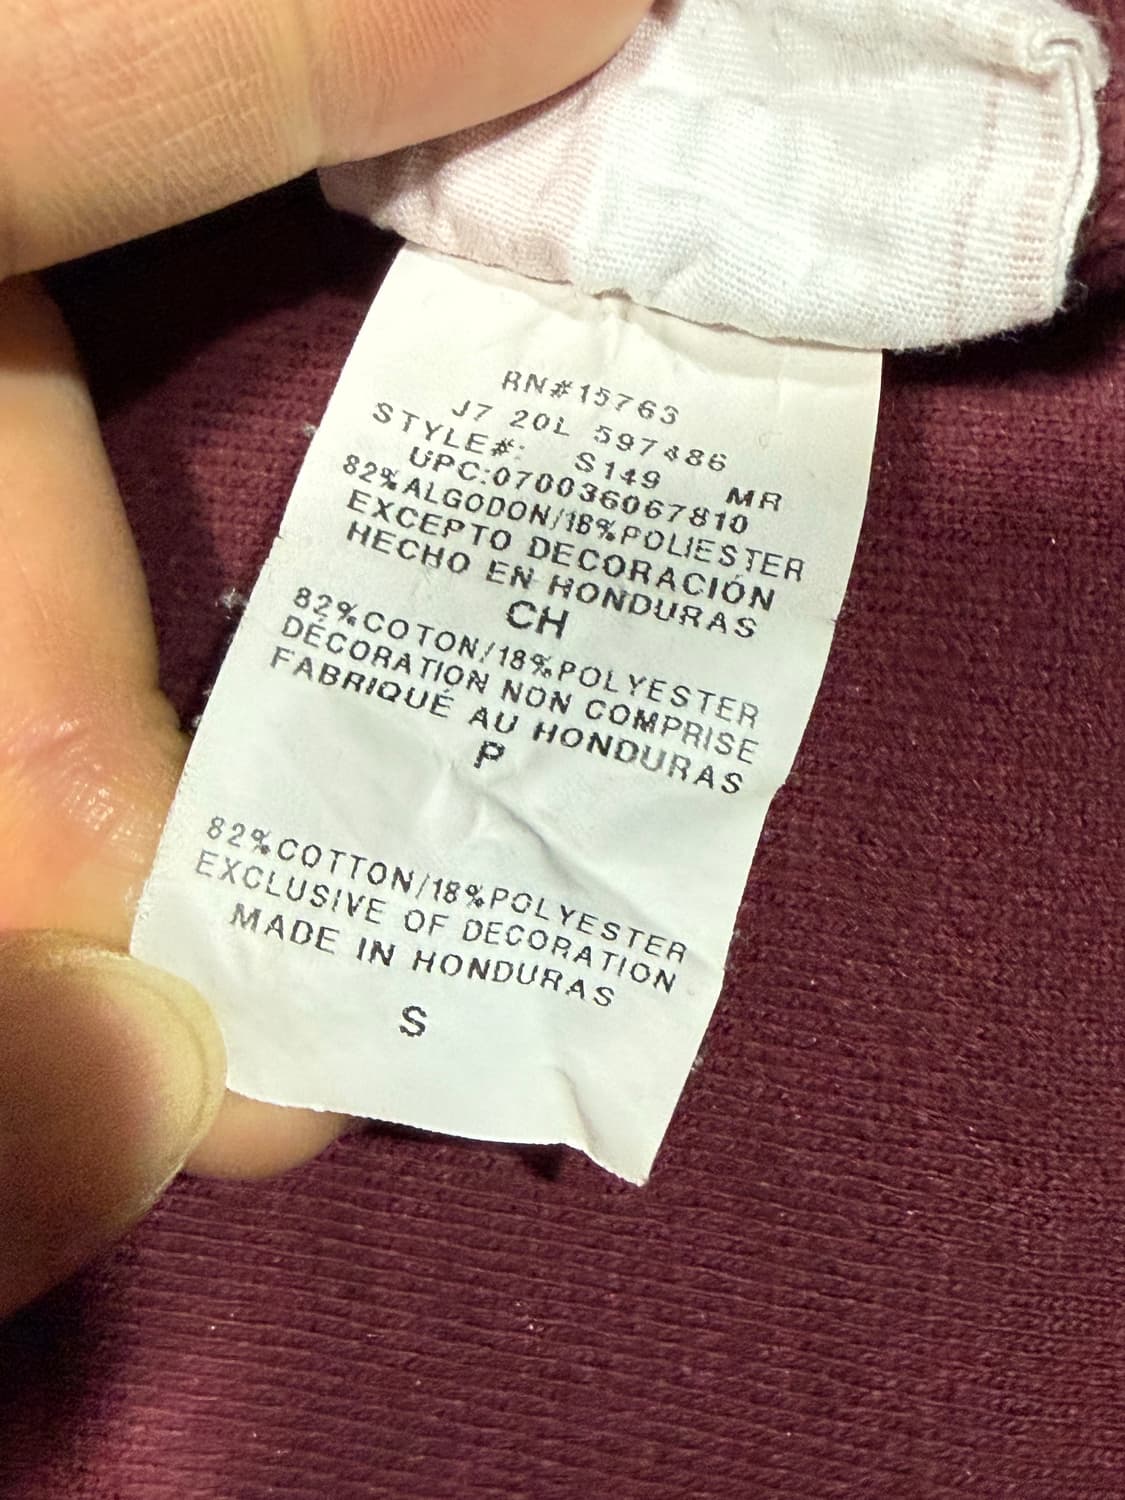 RN#15763
J7 20L 597486
STYLE#: S149 MR
UPC:070036067810
82%ALGODON/18%POLIESTER
EXCEPTO DECORACIÓN
HECHO EN HONDURAS
CH
82%COTON/18%POLYESTER
DÉCORATION NON COMPRISE
FABRIQUÉ AU HONDURAS
P
82%COTTON/18%POLYESTER
EXCLUSIVE OF DECORATION
MADE IN HONDURAS
S